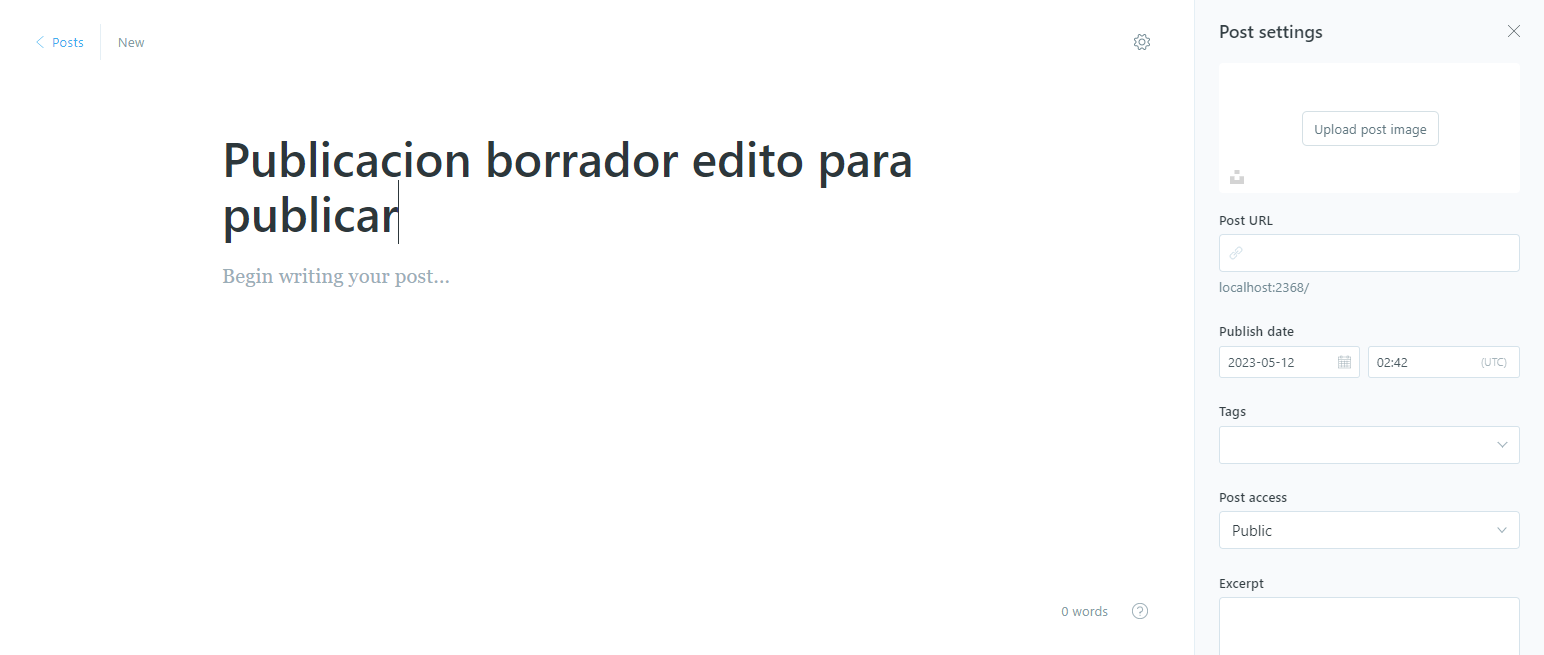 Posts
New
Publicacion borrador edito para
publicar
Begin writing your post...
0 words
Post settings
Upload post image
Post URL
localhost:2368/
Publish date
2023-05-12
02:42 (UTC)
Tags
Post access
Public
Excerpt